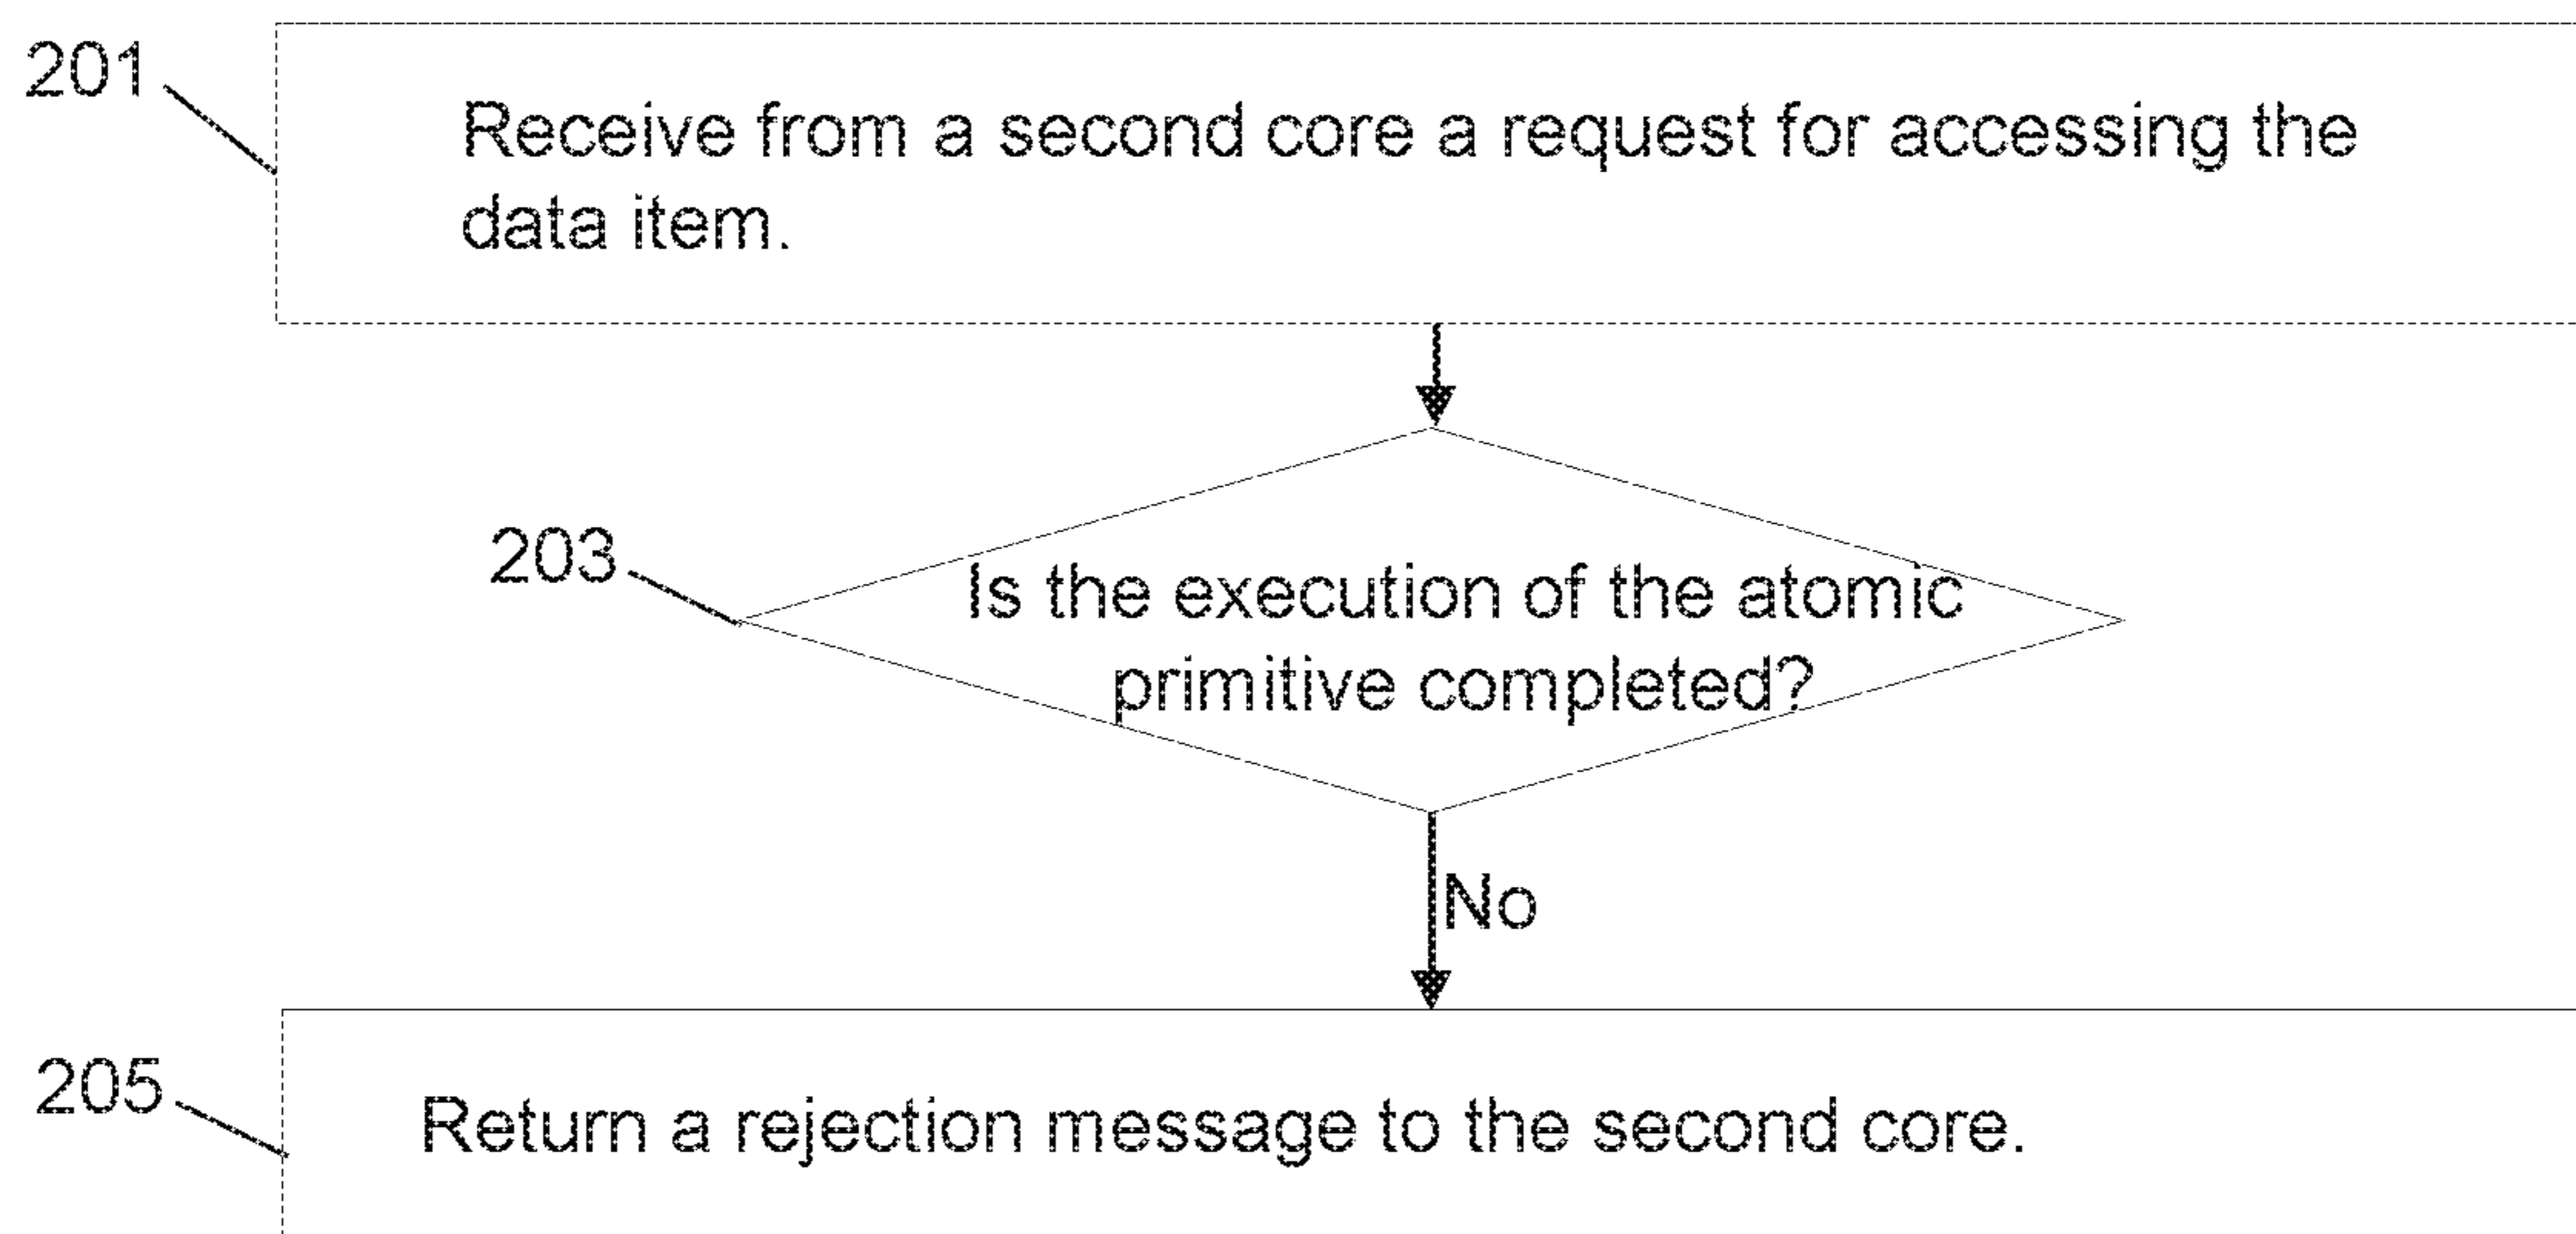 201
Receive from a second core a request for accessing the
data item.
203
Is the execution of the atomic
primitive completed?
No
205
Return a rejection message to the second core.